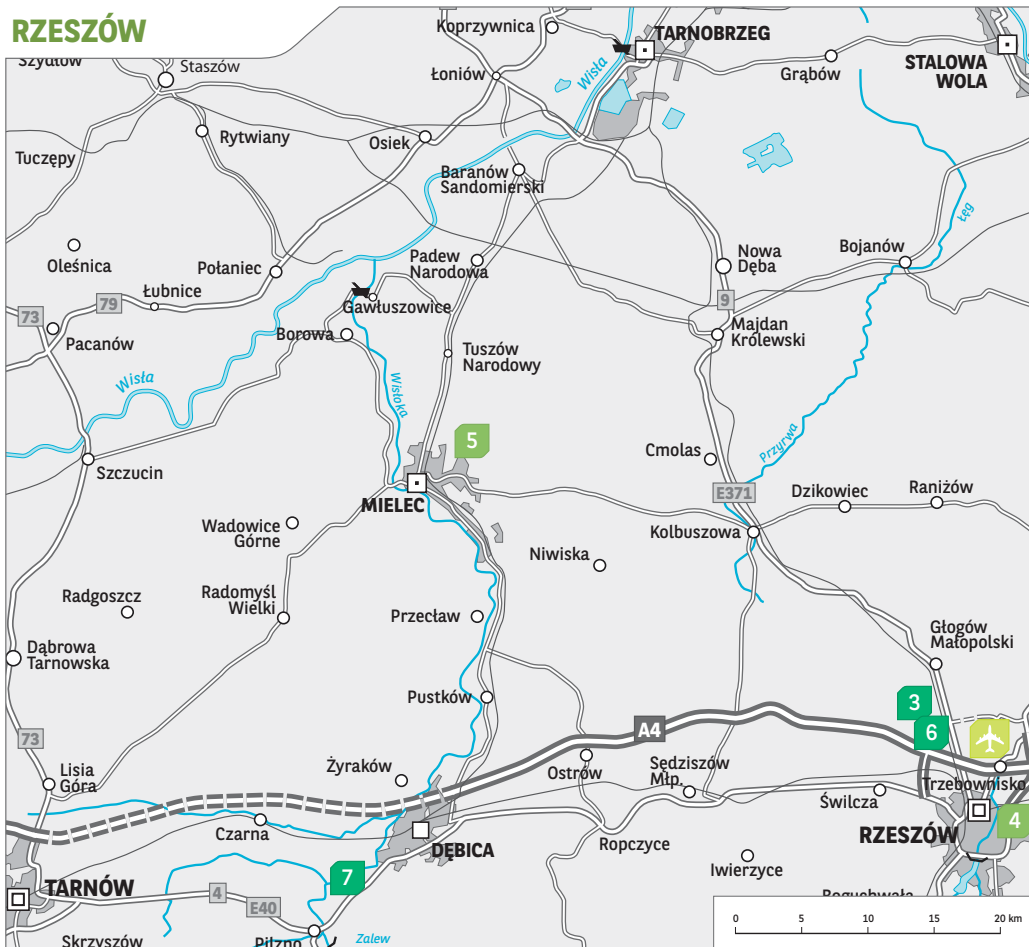 RZESZÓW
Koprzywnica
TARNOBRZEG
STALOWA
WOLA
Szydłów
Staszów
Łoniów
Wisła
Grąbów
Tuczępy
Rytwiany
Osiek
Baranów
Sandomierski
Łęg
Oleśnica
Połaniec
Padew
Narodowa
Nowa
Dęba
Bojanów
Łubnice
Gawłuszowice
79
73
9
Pacanów
Borowa
Majdan
Królewski
Tuszów
Narodowy
Wisła
Wisłoka
5
Szczucin
Cmolas
Przyrwa
MIELEC
E371
Dzikowiec
Raniżów
Wadowice
Górne
Kolbuszowa
Niwiska
Radgoszcz
Radomyśl
Wielki
Przecław
Głogów
Małopolski
Dąbrowa
Tarnowska
Pustków
3
6
73
A4
Lisia
Góra
Żyraków
Ostrów
Sędziszów
Młp.
Trzebownisko
Świlcza
4
Czarna
DĘBICA
Ropczyce
RZESZÓW
Iwierzyce
7
TARNÓW
4
E40
Boguchwała
Skrzyszów
Pilzno
Zalew
0 5 10 15 20 km